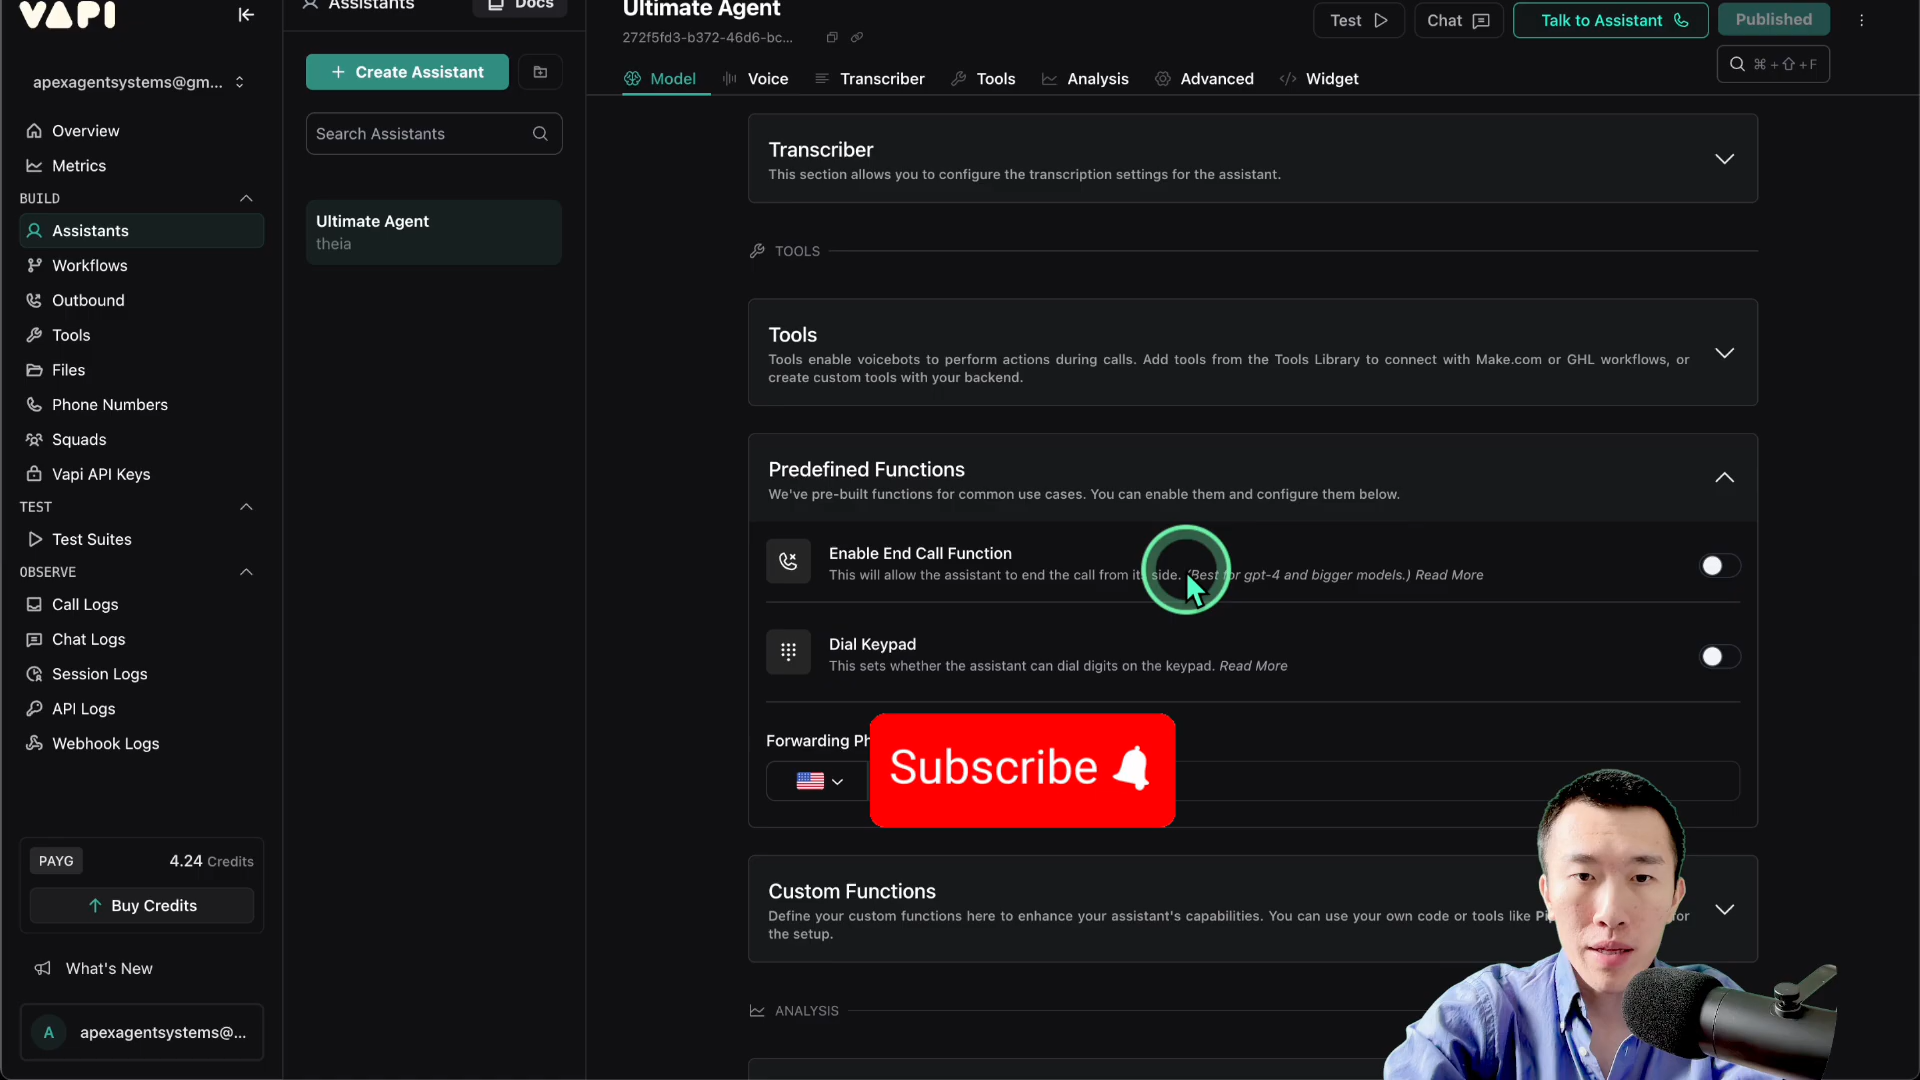 VAPI
apexagentsystems@gm...
Overview
Metrics
BUILD
Assistants
Workflows
Outbound
Tools
Files
Phone Numbers
Squads
Vapi API Keys
TEST
Test Suites
OBSERVE
Call Logs
Chat Logs
Session Logs
API Logs
Webhook Logs
PAYG
4.24 Credits
Buy Credits
What's New
A
apexagentsystems@...
Assistants
Docs
Create Assistant
Search Assistants
Ultimate Agent
theia
Ultimate Agent
272f5fd3-b372-46d6-bc...
Test
Chat
Talk to Assistant
Published
⌘+⇧+F
Model
Voice
Transcriber
Tools
Analysis
Advanced
Widget
Transcriber
This section allows you to configure the transcription settings for the assistant.
TOOLS
Tools
Tools enable voicebots to perform actions during calls. Add tools from the Tools Library to connect with Make.com or GHL workflows, or
create custom tools with your backend.
Predefined Functions
We've pre-built functions for common use cases. You can enable them and configure them below.
Enable End Call Function
This will allow the assistant to end the call from its side. (Best for gpt-4 and bigger models.) Read More
Dial Keypad
This sets whether the assistant can dial digits on the keypad. Read More
Forwarding Ph
Subscribe
Custom Functions
Define your custom functions here to enhance your assistant's capabilities. You can use your own code or tools like
the setup.
ANALYSIS